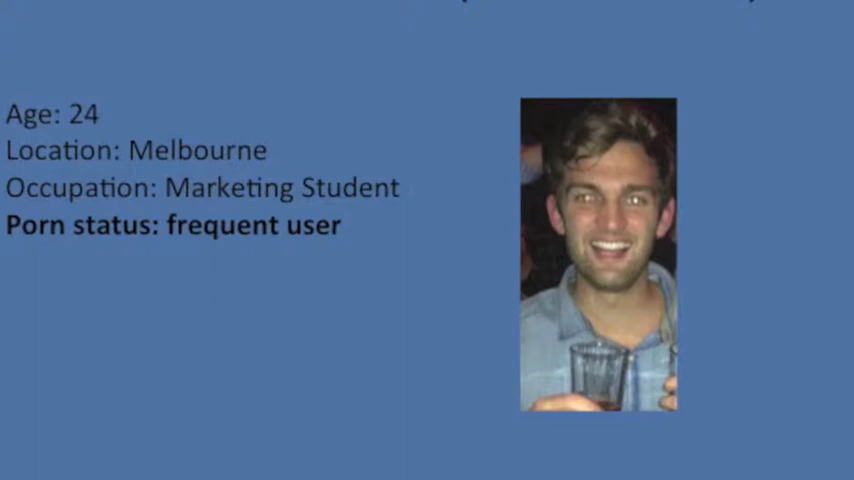 Age: 24
Location: Melbourne
Occupation: Marketing Student
Porn status: frequent user